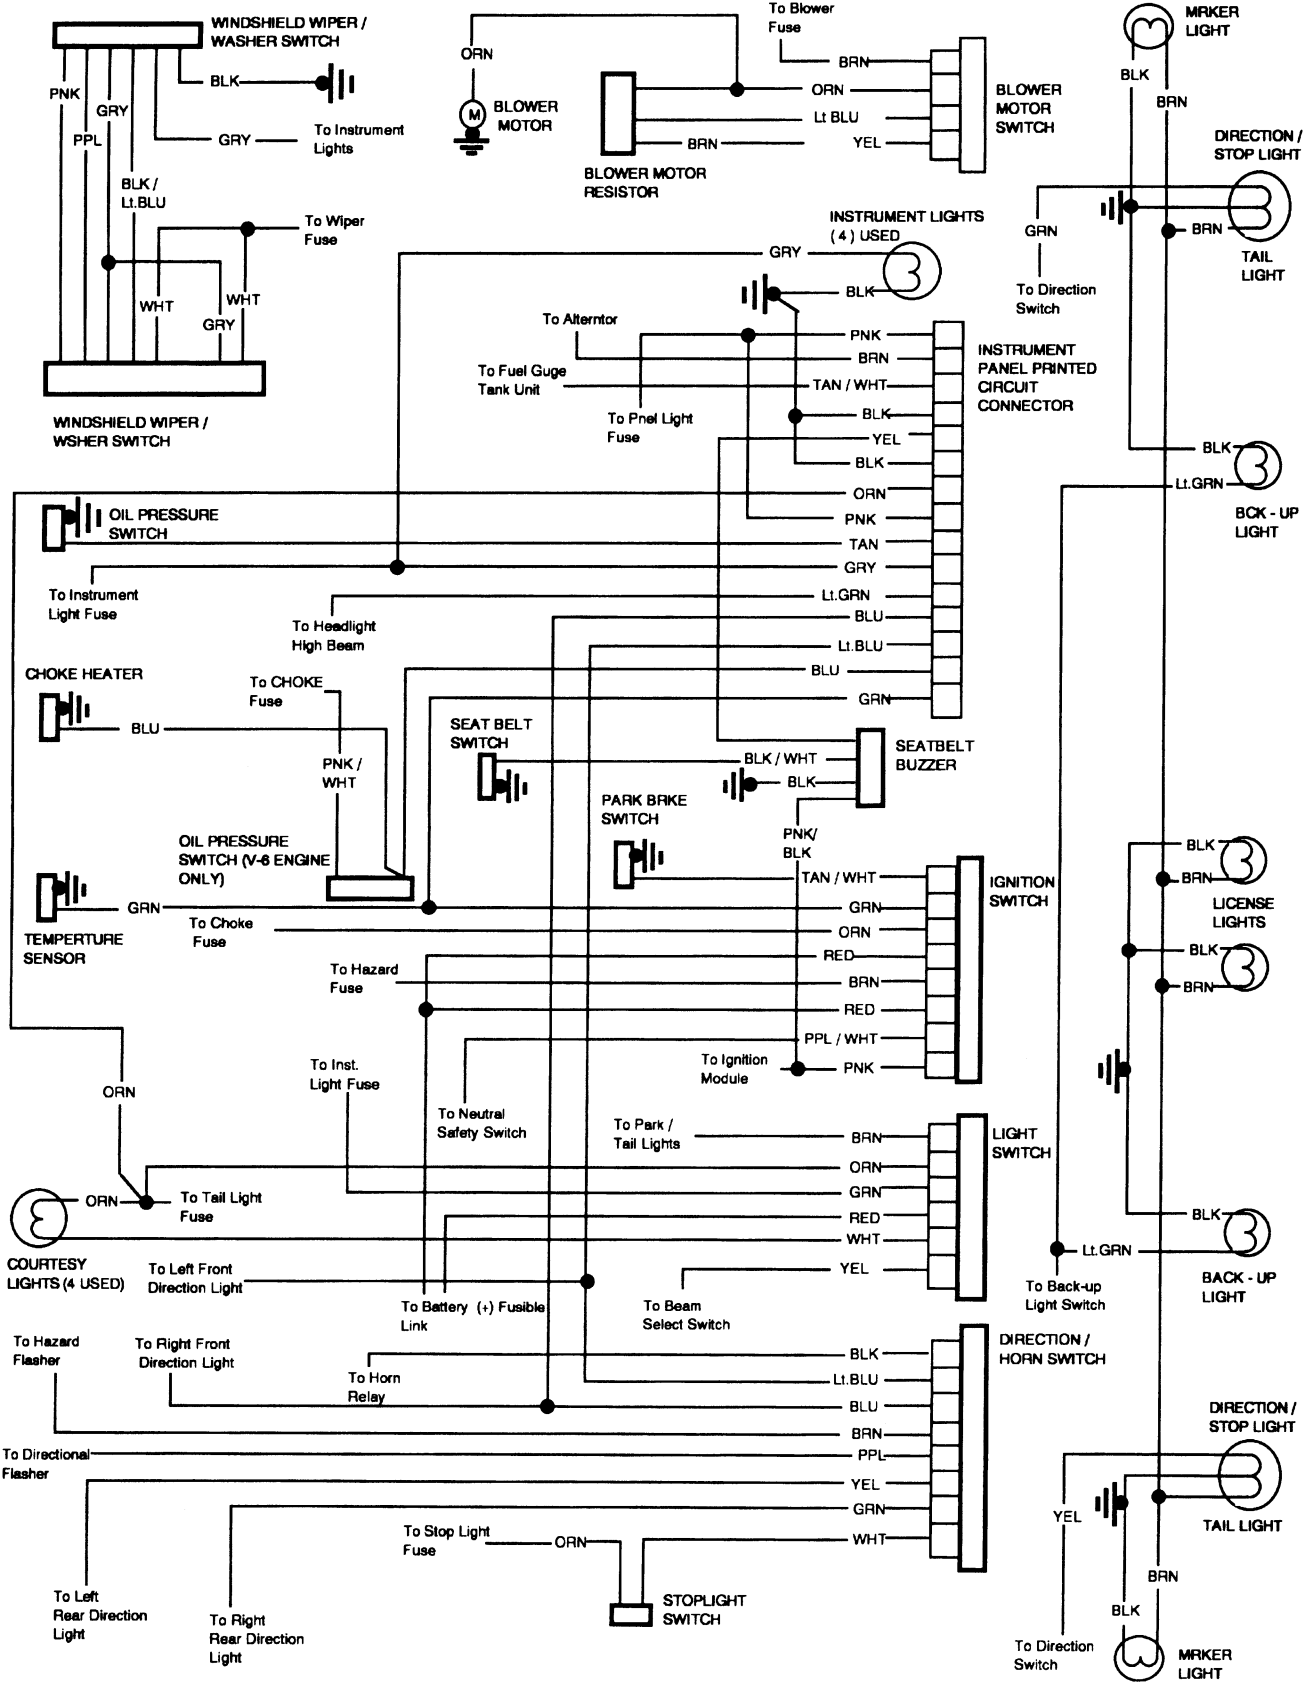 WINDSHIELD WIPER /
WASHER SWITCH
PNK
PPL
GRY
BLK /
Lt.BLU
BLK
GRY
To Instrument
Lights
To Wiper
Fuse
WHT
GRY
WHT
WINDSHIELD WIPER /
WSHER SWITCH
ORN
M
BLOWER
MOTOR
To Blower
Fuse
BRN
ORN
Lt BLU
BRN
YEL
BLOWER
MOTOR
SWITCH
BLOWER MOTOR
RESISTOR
MRKER
LIGHT
BLK
BRN
DIRECTION /
STOP LIGHT
GRN
BRN
TAIL
LIGHT
To Direction
Switch
INSTRUMENT LIGHTS
( 4 ) USED
GRY
BLK
To Alterntor
To Fuel Guge
Tank Unit
To Pnel Light
Fuse
PNK
BRN
TAN / WHT
BLK
YEL
BLK
ORN
PNK
TAN
GRY
Lt.GRN
BLU
Lt.BLU
BLU
GRN
INSTRUMENT
PANEL PRINTED
CIRCUIT
CONNECTOR
BLK
Lt.GRN
BCK - UP
LIGHT
OIL PRESSURE
SWITCH
To Instrument
Light Fuse
To Headlight
High Beam
CHOKE HEATER
BLU
To CHOKE
Fuse
PNK /
WHT
OIL PRESSURE
SWITCH (V-6 ENGINE
ONLY)
SEAT BELT
SWITCH
BLK / WHT
BLK
SEATBELT
BUZZER
PARK BRKE
SWITCH
PNK/
BLK
GRN
TEMPERTURE
SENSOR
To Choke
Fuse
To Hazard
Fuse
TAN / WHT
GRN
ORN
RED
BRN
RED
PPL / WHT
PNK
IGNITION
SWITCH
To Ignition
Module
BLK
BRN
LICENSE
LIGHTS
BLK
BRN
ORN
To Inst.
Light Fuse
To Neutral
Safety Switch
To Park /
Tail Lights
BRN
ORN
GRN
RED
WHT
YEL
LIGHT
SWITCH
ORN
To Tail Light
Fuse
COURTESY
LIGHTS (4 USED)
To Left Front
Direction Light
To Battery (+) Fusible
Link
To Beam
Select Switch
BLK
Lt.GRN
To Back-up
Light Switch
BACK - UP
LIGHT
To Hazard
Flasher
To Right Front
Direction Light
To Horn
Relay
BLK
Lt.BLU
BLU
BRN
PPL
YEL
GRN
WHT
DIRECTION /
HORN SWITCH
To Directional
Flasher
To Stop Light
Fuse
ORN
STOPLIGHT
SWITCH
To Left
Rear Direction
Light
To Right
Rear Direction
Light
DIRECTION /
STOP LIGHT
YEL
TAIL LIGHT
BRN
BLK
To Direction
Switch
MRKER
LIGHT